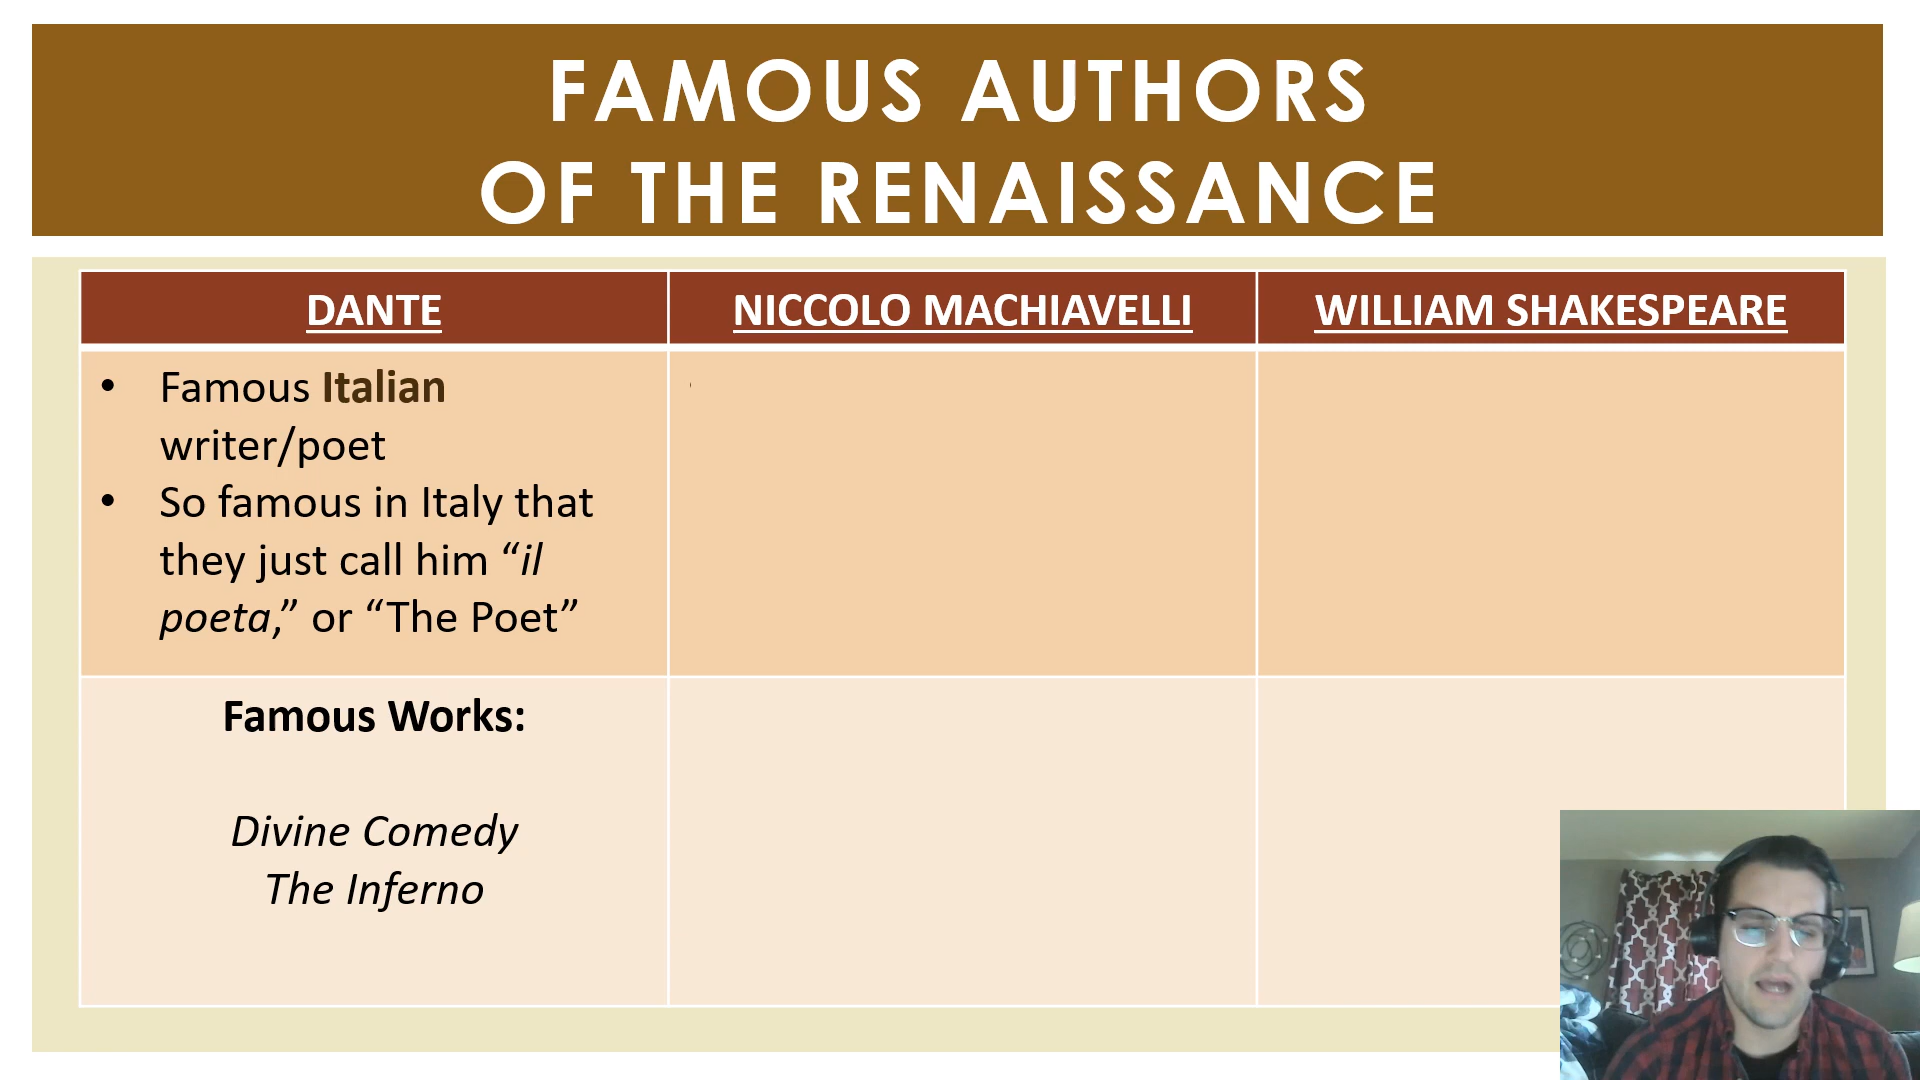 FAMOUS AUTHORS
OF THE RENAISSANCE
DANTE
NICCOLO MACHIAVELLI
WILLIAM SHAKESPEARE
• Famous Italian
writer/poet
• So famous in Italy that
they just call him “il
poeta,” or “The Poet”
Famous Works:
Divine Comedy
The Inferno